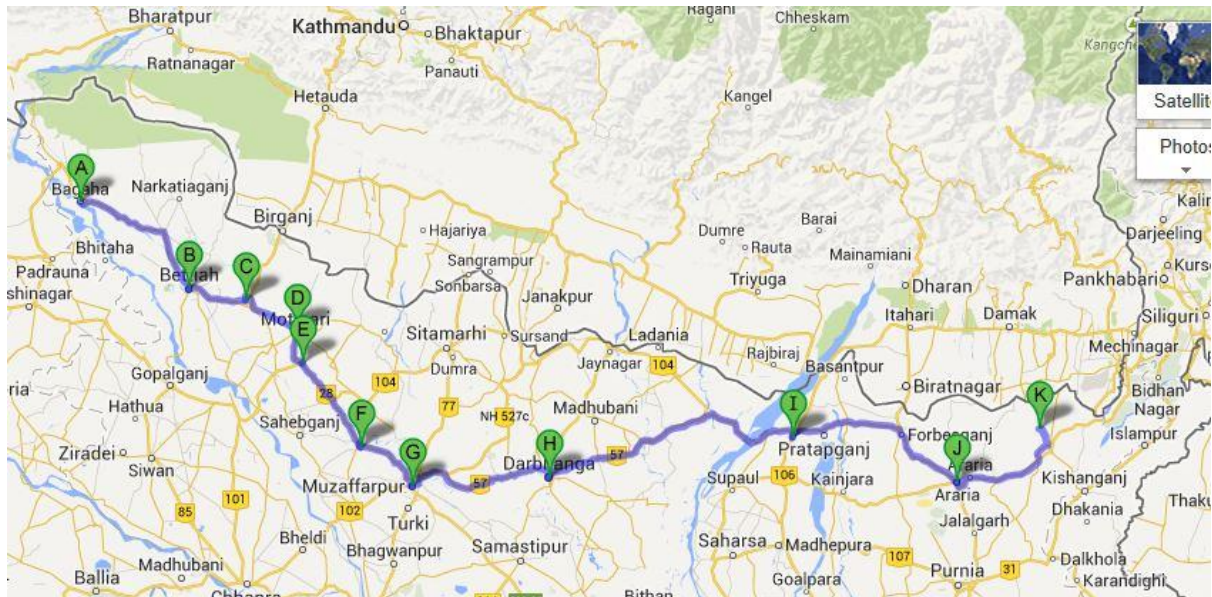 Bharatpur
Kathmandu
Bhaktapur
Ragani
Chheskam
Ratnanagar
Panauti
Kangche
Satellite
Hetauda
Kangel
Photos
A
Bagaha
Narkatiaganj
Birganj
Hajariya
Dumre
Barai
Rauta
Mainamiani
Kalim
Darjeeling
Bhitaha
B
C
Bettiah
Padrauna
shinagar
Sangrampur
Sonbarsa
Janakpur
Triyuga
Dharan
Pankhabari
Kurse
D
Motihari
E
Sitamarhi
Sursand
Ladania
Itahari
Damak
Siliguri
Dumra
Jaynagar
104
Rajbiraj
Basantpur
Mechinagar
Gopalganj
28
104
Biratnagar
Bidhan
Nagar
Hathua
77
NH 527c
Madhubani
I
K
Sahebganj
F
Islampur
Ziradei
Siwan
G
H
Darbhanga
57
Pratapganj
Forbesganj
J
Araria
101
Muzaffarpur
57
Supaul
106
Kainjara
Araria
Kishanganj
85
102
Turki
Jalalgarh
Dhakania
Thaku
Bheldi
Bhagwanpur
Samastipur
Saharsa
Madhepura
107
Dalkhola
Madhubani
Purnia
31
Karandighi
Ballia
Goalpara